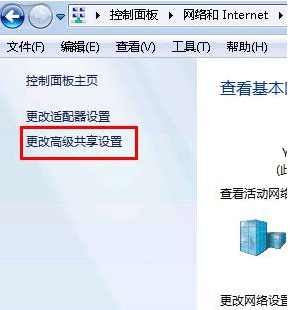 控制面板 ▸ 网络和 Internet ▸
文件(F) 编辑(E) 查看(V) 工具(T) 帮助(H)
控制面板主页
更改适配器设置
更改高级共享设置
查看基本
Y
(此
查看活动网络
更改网络设置